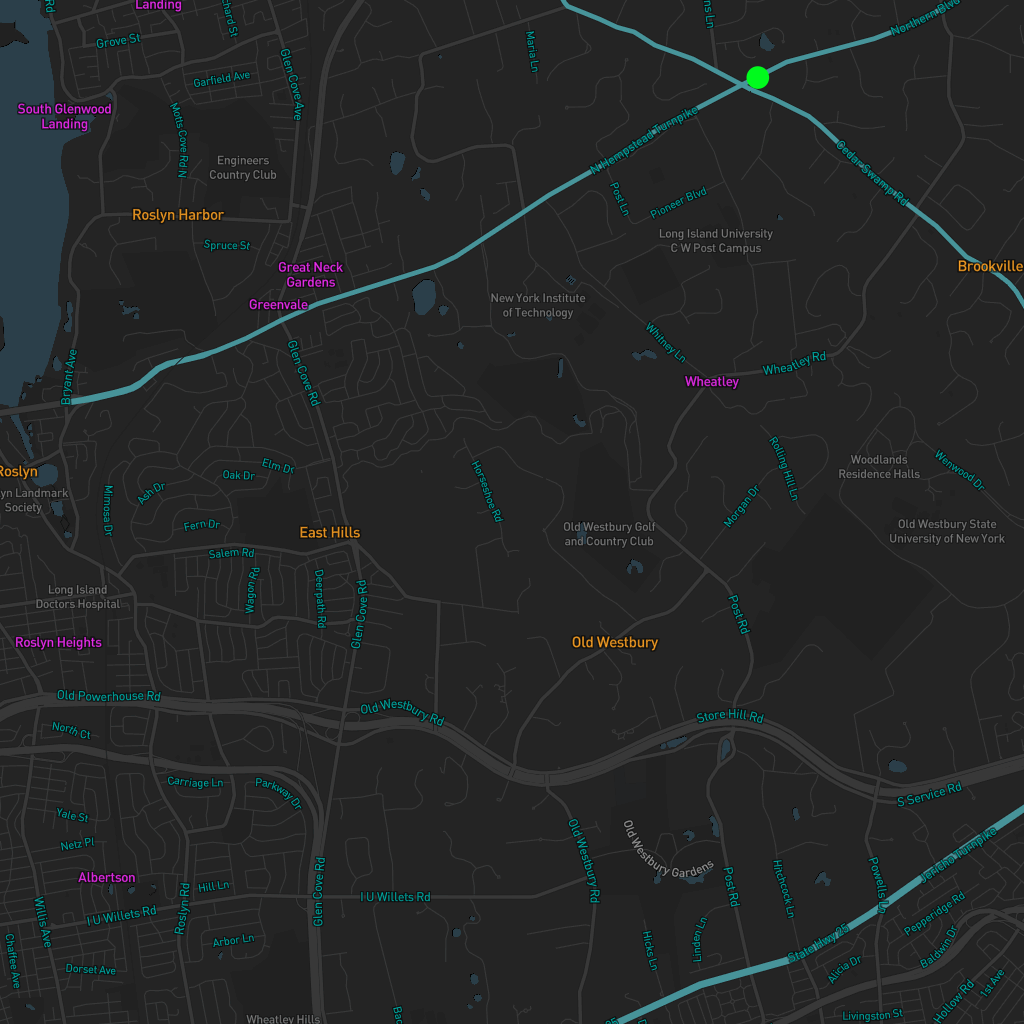 Landing
Grove St
Glen Cove Ave
Maria Ln
Northern Blvd
Garfield Ave
South Glenwood
Landing
Motts Cove Rd N
Engineers
Country Club
N Hempstead Turnpike
Cedar Swamp Rd
Post Ln
Pioneer Blvd
Roslyn Harbor
Spruce St
Long Island University
C W Post Campus
Great Neck
Gardens
Brookville
Greenvale
New York Institute
of Technology
Whitney Ln
Wheatley Rd
Bryant Ave
Glen Cove Rd
Wheatley
Roslyn
Elm Dr
Oak Dr
Ash Dr
Horseshoe Rd
Rolling Hill Ln
Woodlands
Residence Halls
Wenwood Dr
yn Landmark
Society
Mimosa Dr
Fern Dr
Morgan Dr
East Hills
Old Westbury Golf
and Country Club
Old Westbury State
University of New York
Salem Rd
Wagon Rd
Deerpath Rd
Long Island
Doctors Hospital
Glen Cove Rd
Post Rd
Roslyn Heights
Old Westbury
Old Powerhouse Rd
Old Westbury Rd
Store Hill Rd
North Ct
Carriage Ln
Parkway Dr
S Service Rd
Yale St
Netz Pl
Old Westbury Gardens
Old Westbury Rd
Jericho Turnpike
Albertson
Hill Ln
Glen Cove Rd
I U Willets Rd
Post Rd
Hitchcock Ln
Powells Ln
Willis Ave
I U Willets Rd
Roslyn Rd
Pepperidge Rd
Arbor Ln
Hicks Ln
Linden Ln
State Hwy 25
Baldwin Dr
Chaffee Ave
Dorset Ave
Alicia Dr
1st Ave
Hollow Rd
Wheatley Hills
Livingston St